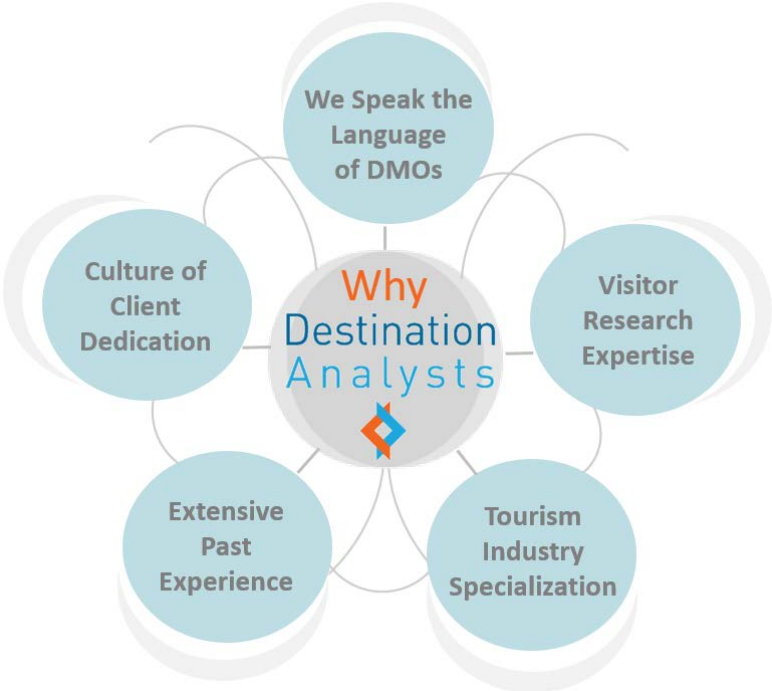 We Speak the
Language
of DMOs
Culture of
Client
Dedication
Why
Destination
Analysts
Visitor
Research
Expertise
Extensive
Past
Experience
Tourism
Industry
Specialization